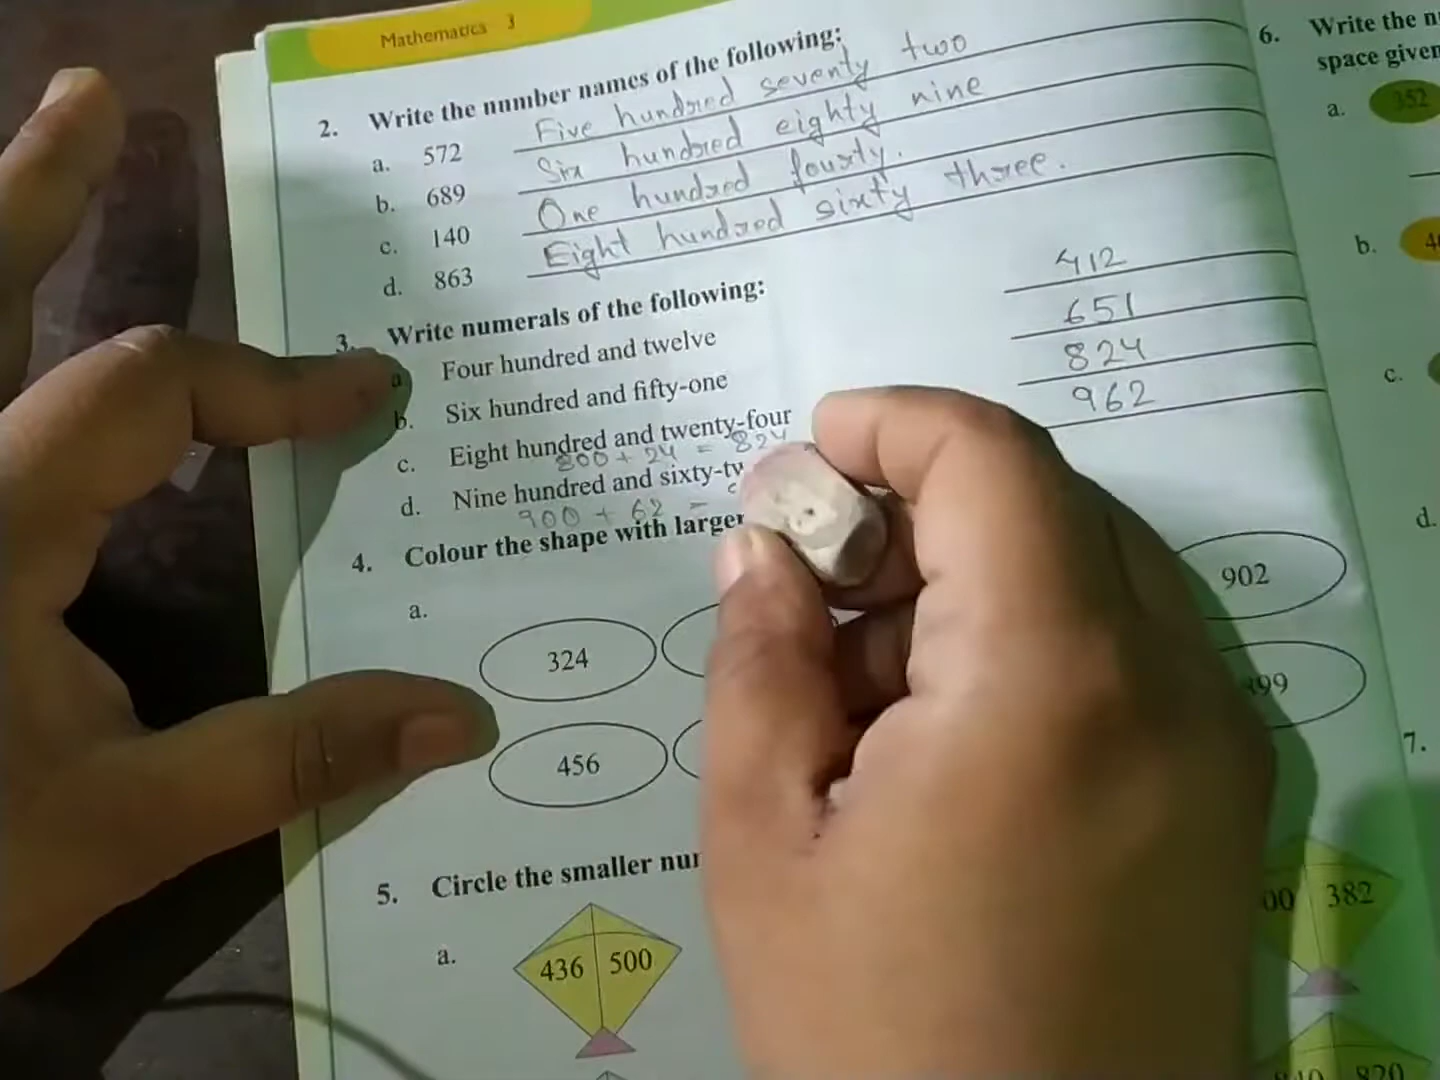 Mathematics 3
2. Write the number names of the following:
a. 572 Five hundred seventy two
b. 689 Six hundred eighty nine
c. 140 One hundred fourty.
d. 863 Eight hundred sixty three.
3. Write numerals of the following:
a Four hundred and twelve 412
b. Six hundred and fifty-one 651
c. Eight hundred and twenty-four 824
800 + 24 = 824
d. Nine hundred and sixty-tw 962
900 + 62 =
4. Colour the shape with larger
a.
324
902
456
899
5. Circle the smaller
a. 436 500
00 382
820
6. Write the
space given
a. 352
b.
c.
d.
7.